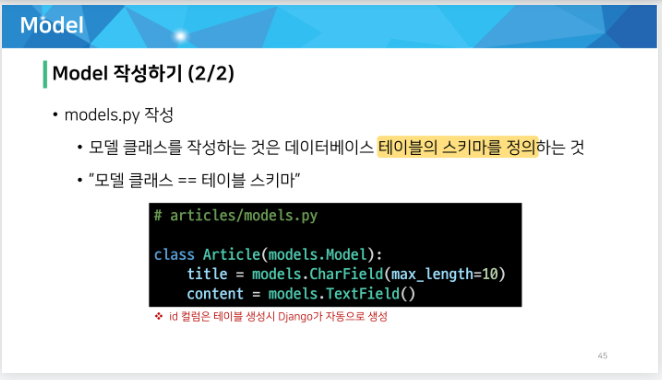 Model
Model 작성하기 (2/2)
• models.py 작성
• 모델 클래스를 작성하는 것은 데이터베이스 테이블의 스키마를 정의하는 것
• “모델 클래스 == 테이블 스키마”
# articles/models.py
class Article(models.Model):
    title = models.CharField(max_length=10)
    content = models.TextField()
❖ id 컬럼은 테이블 생성시 Django가 자동으로 생성
45